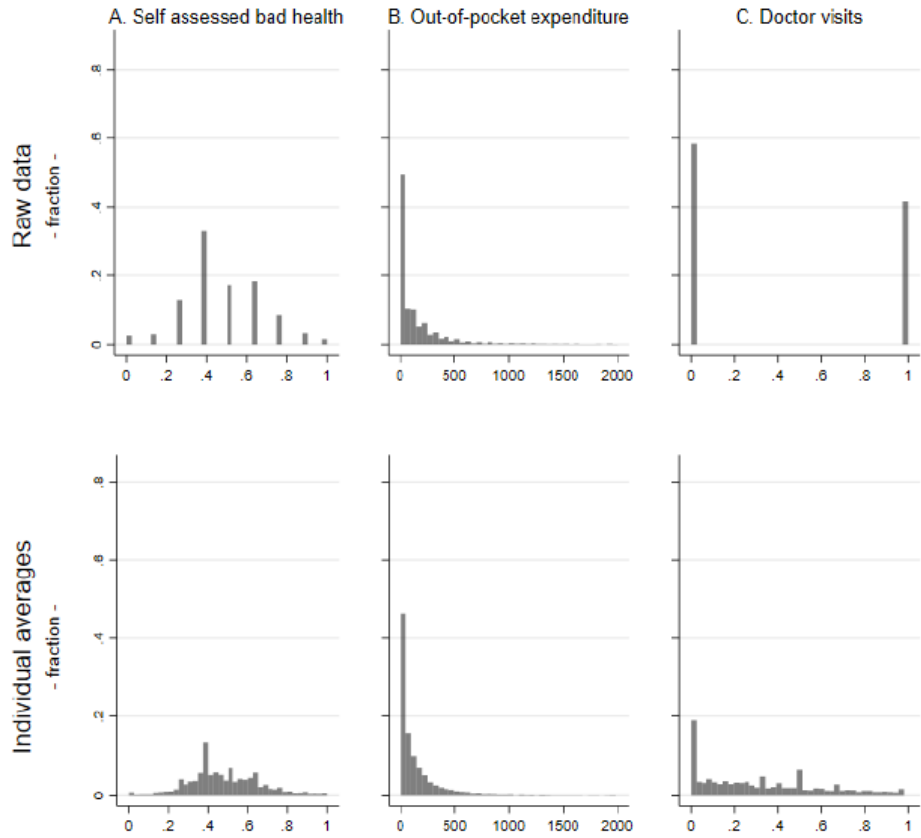 A. Self assessed bad health
B. Out-of-pocket expenditure
C. Doctor visits
Raw data
- fraction -
.8
.6
.4
.2
0
0 .2 .4 .6 .8 1
0 500 1000 1500 2000
0 .2 .4 .6 .8 1
Individual averages
- fraction -
.8
.6
.4
.2
0
0 .2 .4 .6 .8 1
0 500 1000 1500 2000
0 .2 .4 .6 .8 1